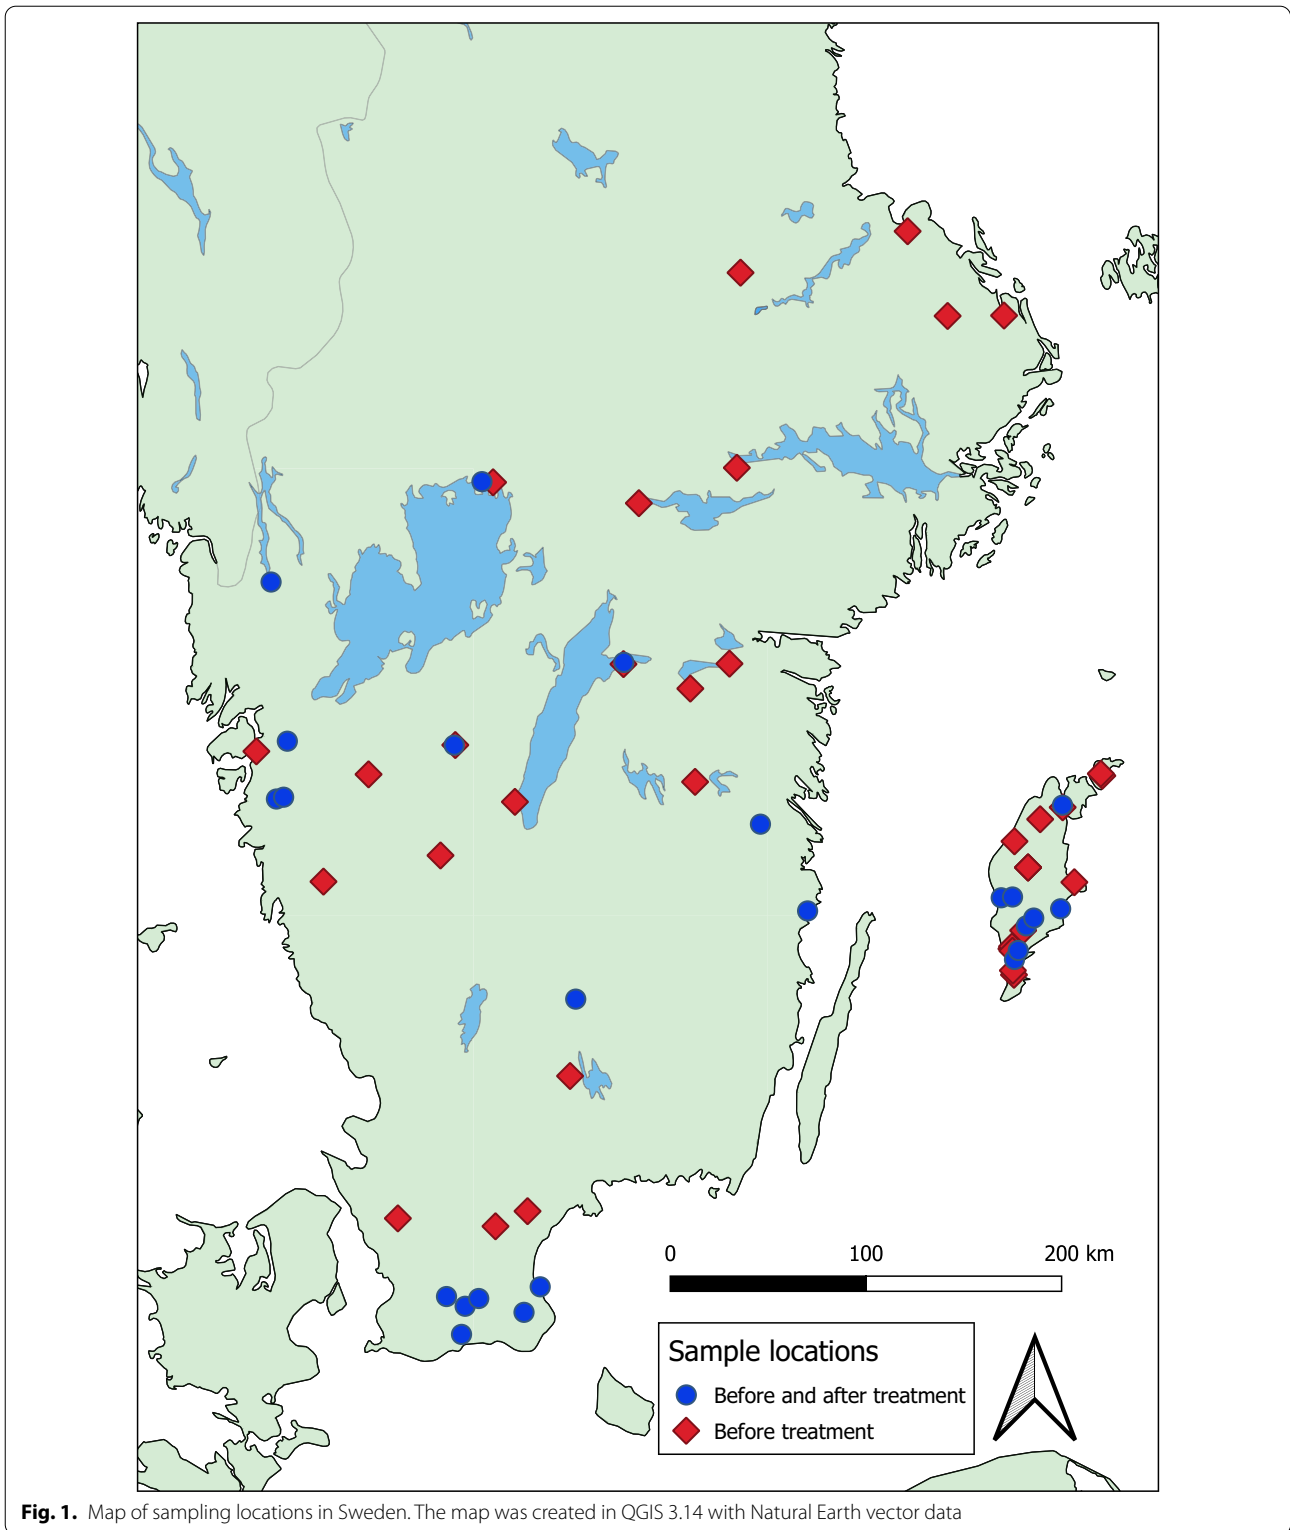 0 100 200 km
Sample locations
Before and after treatment
Before treatment
Fig. 1. Map of sampling locations in Sweden. The map was created in QGIS 3.14 with Natural Earth vector data